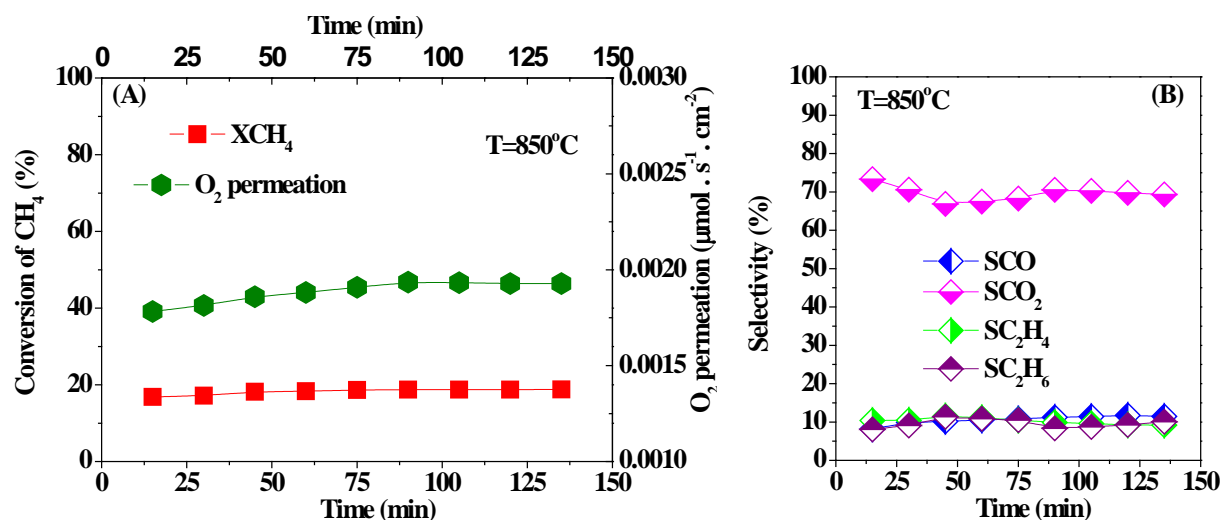 Time (min)
0 25 50 75 100 125 150
(A)
XCH₄
O₂ permeation
T=850°C
Conversion of CH₄ (%)
100
80
60
40
20
0
0.0030
0.0025
0.0020
0.0015
0.0010
O₂ permeation (μmol . s⁻¹ . cm⁻²)
0 25 50 75 100 125 150
Time (min)
T=850°C
(B)
Selectivity (%)
100
90
80
70
60
50
40
30
20
10
0
SCO
SCO₂
SC₂H₄
SC₂H₆
0 25 50 75 100 125 150
Time (min)